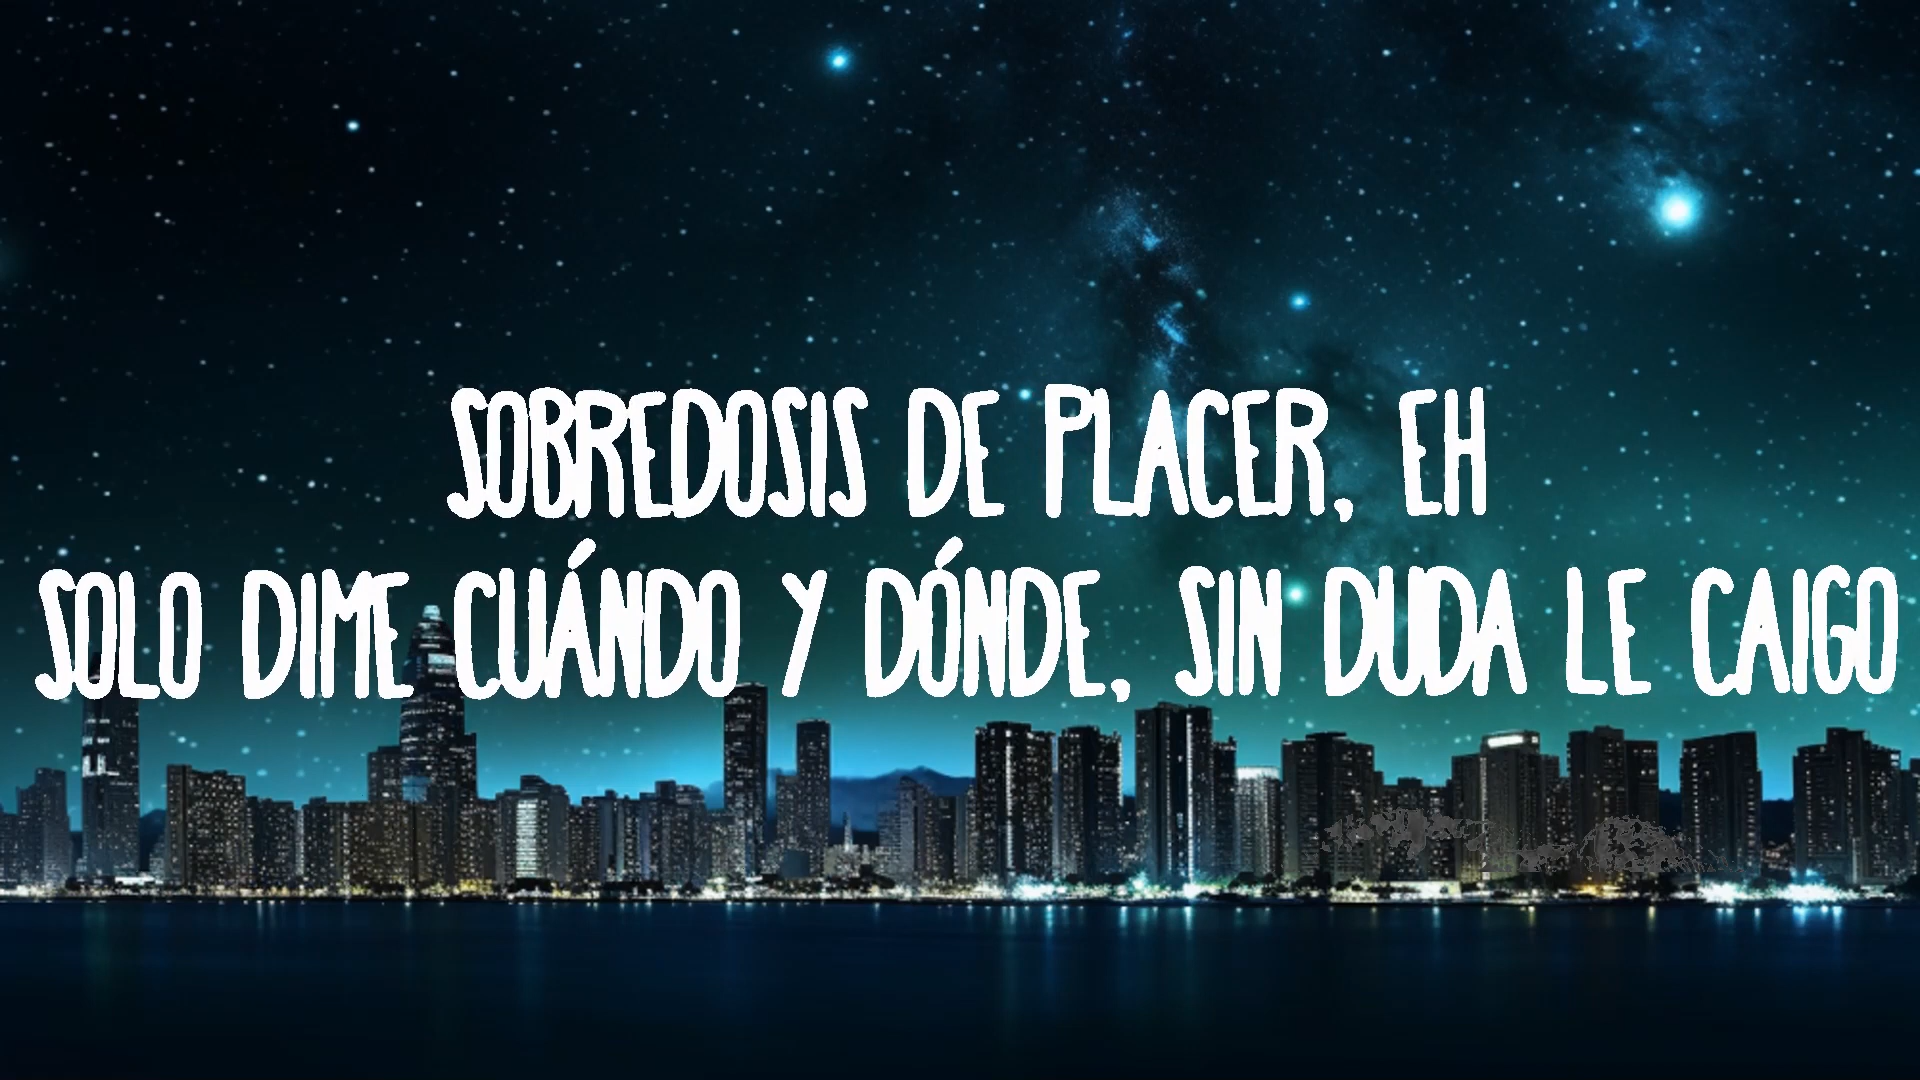 SOBREDOSIS DE PLACER, EH
SOLO DIME CUÁNDO Y DÓNDE, SIN DUDA LE CAIGO